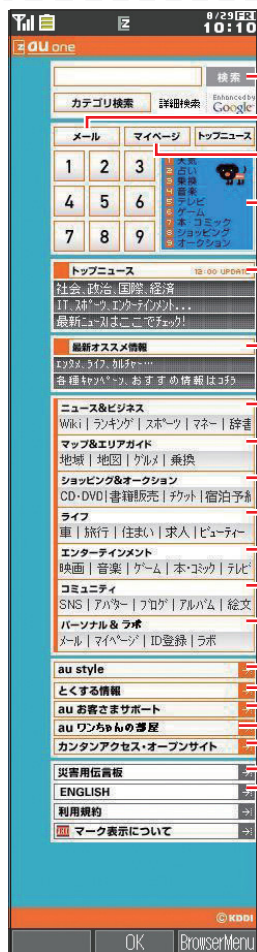 8/29 FRI
10:10
au one
検索
カテゴリ検索 詳細検索 Enhanced by Google
メール マイページ トップニュース
1 2 3
4 5 6
7 8 9
1 天気
2 占い
3 乗換
4 音楽
5 テレビ
6 ゲーム
7 本・コミック
8 ショッピング
9 オークション
トップニュース 12:00 UPDATE
社会、政治、国際、経済
IT、スポーツ、エンターテインメント...
最新ニュースはここでチェック!
最新オススメ情報
エンタメ、ライフ、カルチャー…
各種キャンペーン、おすすめ情報はコチラ
ニュース&ビジネス
Wiki | ランキング | スポーツ | マネー | 辞書
マップ&エリアガイド
地域 | 地図 | グルメ | 乗換
ショッピング&オークション
CD・DVD | 書籍販売 | チケット | 宿泊予約
ライフ
車 | 旅行 | 住まい | 求人 | ビューティー
エンターテインメント
映画 | 音楽 | ゲーム | 本・コミック | テレビ
コミュニティ
SNS | アバター | ブログ | アルバム | 絵文
パーソナル & ラボ
メール | マイページ | ID登録 | ラボ
au style
とくする情報
au お客さまサポート
au ワンちゃんの部屋
カンタンアクセス・オープンサイト
災害用伝言板
ENGLISH
利用規約
マーク表示について
© KDDI
OK BrowserMenu